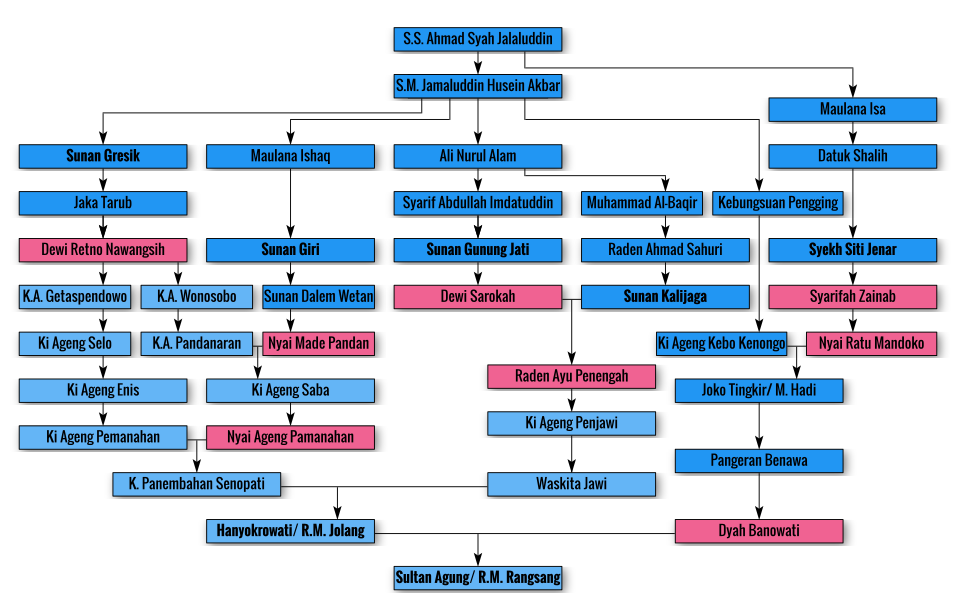 S.S. Ahmad Syah Jalaluddin
S.M. Jamaluddin Husein Akbar
Maulana Isa
Sunan Gresik
Maulana Ishaq
Ali Nurul Alam
Datuk Shalih
Jaka Tarub
Syarif Abdullah Imdatuddin
Muhammad Al-Baqir
Kebungsuan Pengging
Dewi Retno Nawangsih
Sunan Giri
Sunan Gunung Jati
Raden Ahmad Sahuri
Syekh Siti Jenar
K.A. Getaspendowo
K.A. Wonosobo
Sunan Dalem Wetan
Dewi Sarokah
Sunan Kalijaga
Syarifah Zainab
Ki Ageng Selo
K.A. Pandanaran
Nyai Made Pandan
Ki Ageng Kebo Kenongo
Nyai Ratu Mandoko
Raden Ayu Penengah
Ki Ageng Enis
Ki Ageng Saba
Joko Tingkir/ M. Hadi
Ki Ageng Penjawi
Ki Ageng Pemanahan
Nyai Ageng Pamanahan
Pangeran Benawa
K. Panembahan Senopati
Waskita Jawi
Hanyokrowati/ R.M. Jolang
Dyah Banowati
Sultan Agung/ R.M. Rangsang